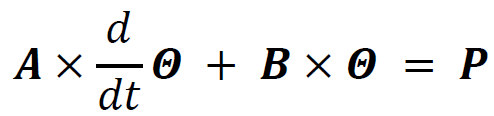 A × d/dt Θ + B × Θ = P